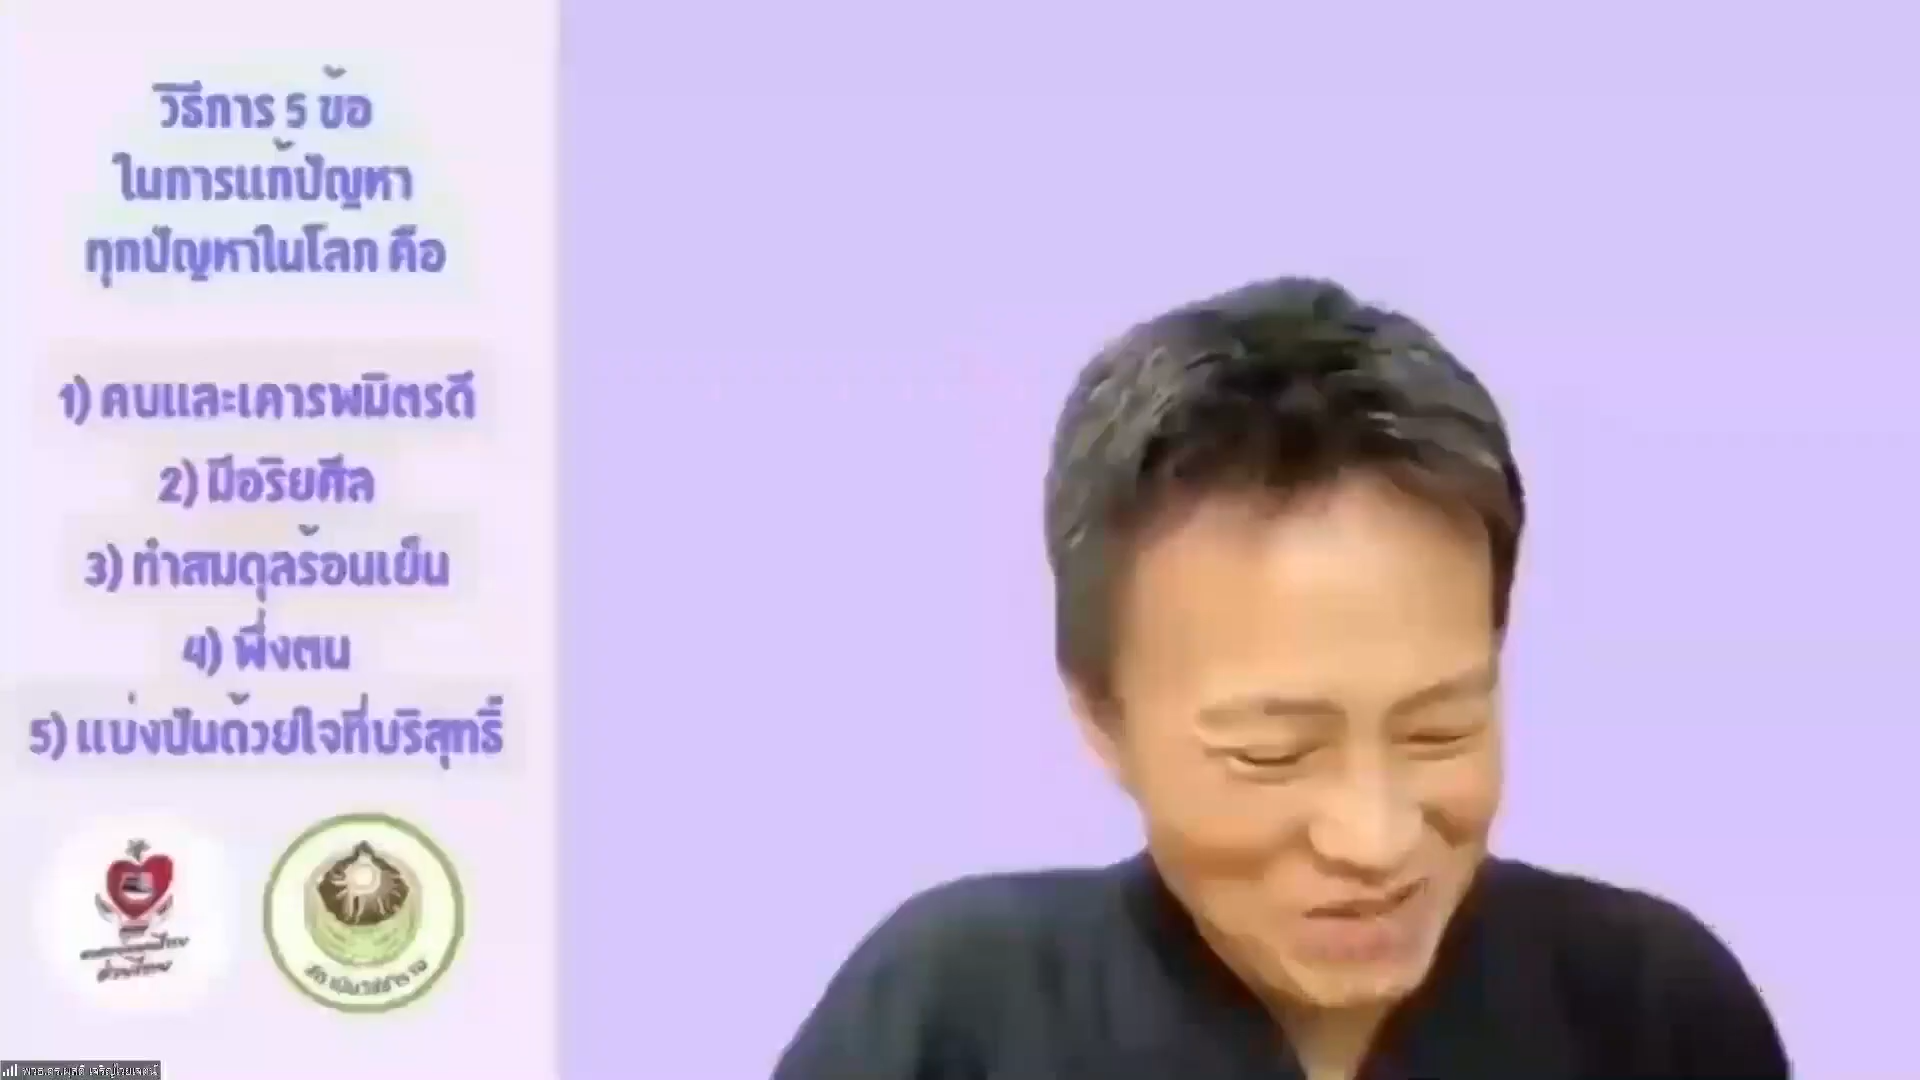 วิธีการ 5 ข้อ
ในการแก้ปัญหา
ทุกปัญหาในโลก คือ
1) คบและเคารพมิตรดี
2) มีอริยศีล
3) ทำสมดุลร้อนเย็น
4) พึ่งตน
5) แบ่งปันด้วยใจที่บริสุทธิ์